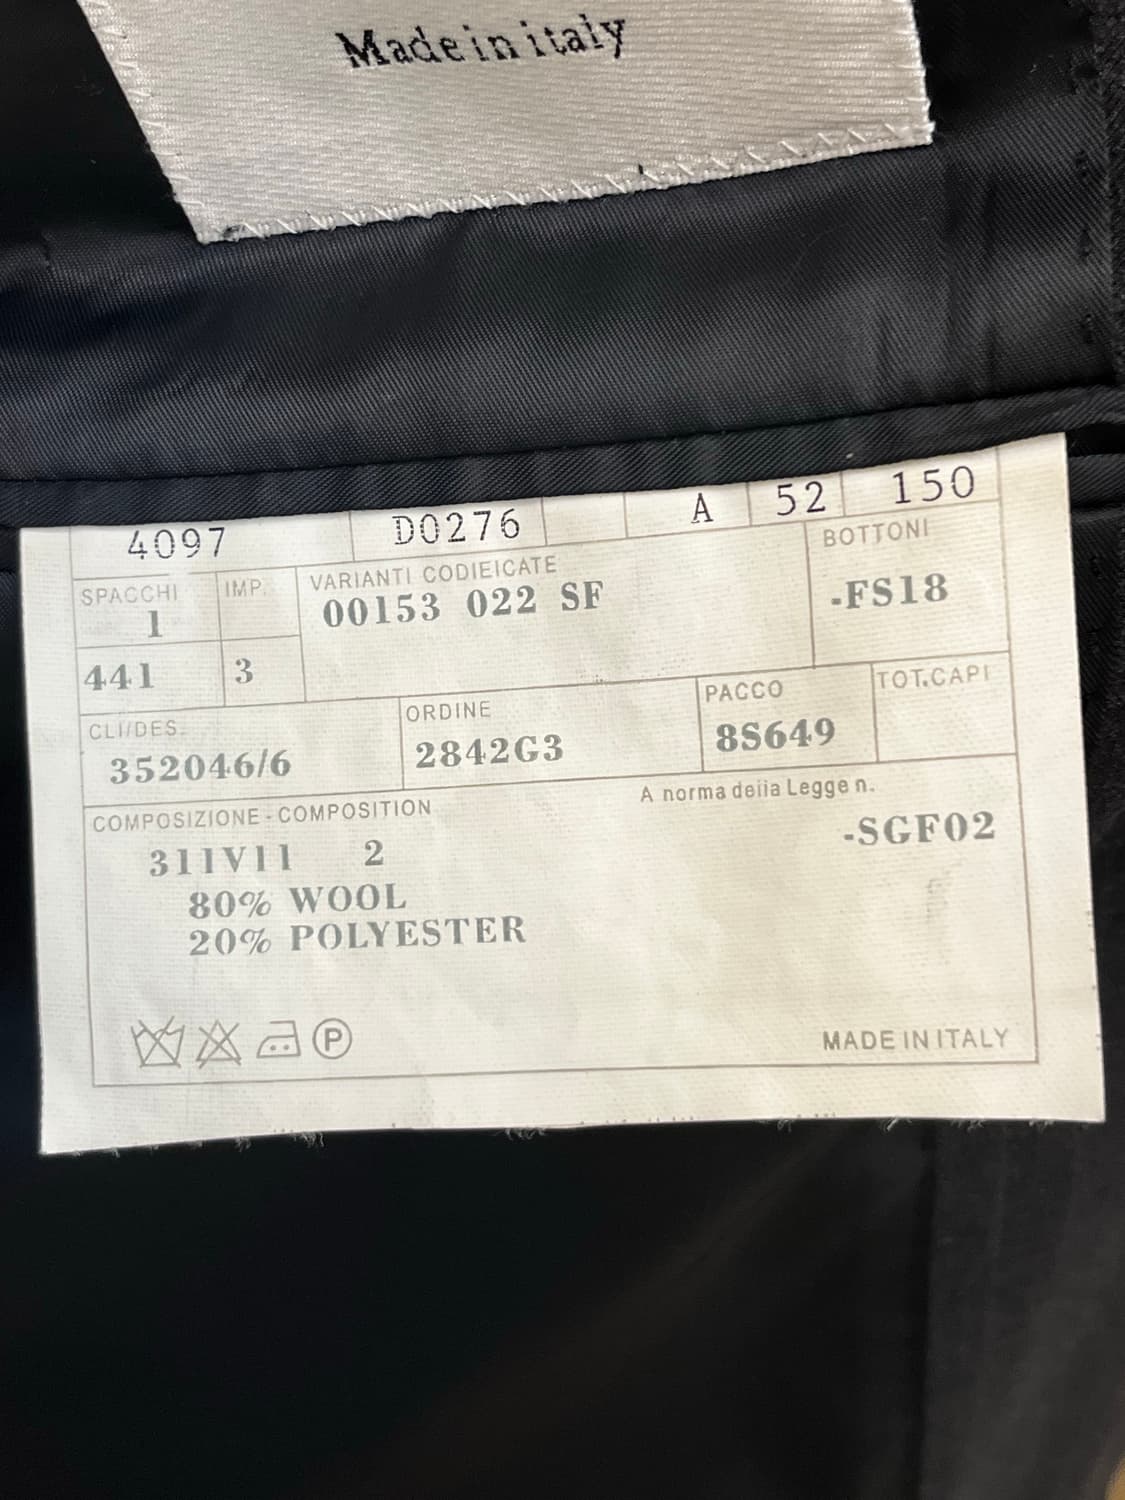 Made in italy
4097 D0276 A 52 150
SPACCHI IMP. VARIANTI CODIEICATE BOTTONI
1 00153 022 SF -FS18
441 3
CLI/DES. ORDINE PACCO TOT.CAPI
352046/6 2842G3 8S649
COMPOSIZIONE - COMPOSITION A norma deiia Legge n.
311V11 2 -SGF02
80% WOOL
20% POLYESTER
P MADE IN ITALY